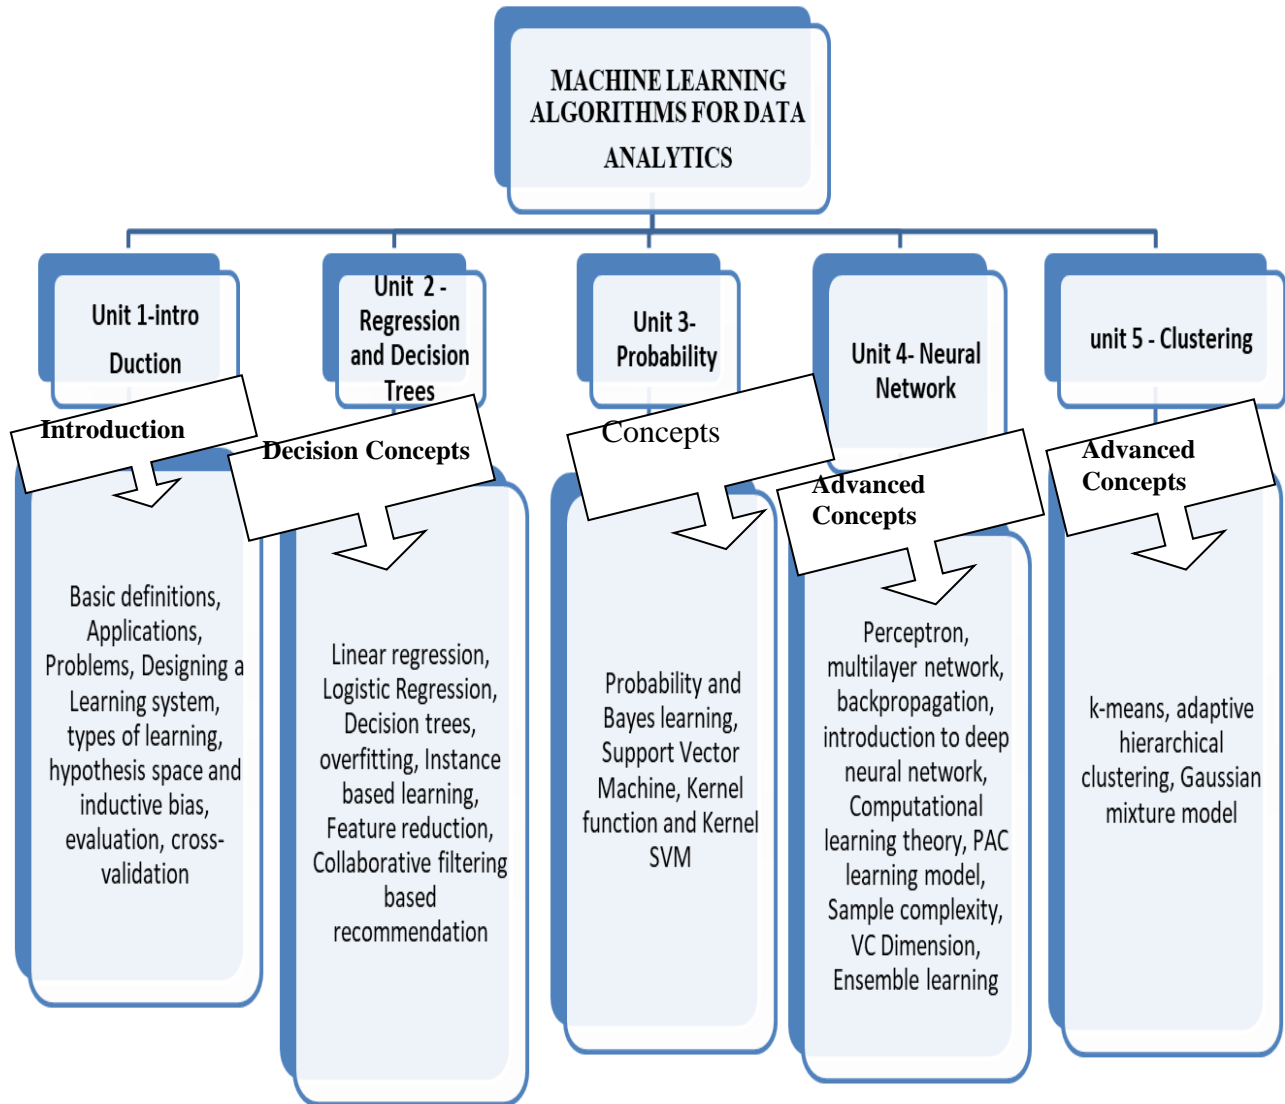 MACHINE LEARNING
ALGORITHMS FOR DATA
ANALYTICS
Unit 1-intro
Duction
Unit 2 -
Regression
and Decision
Trees
Unit 3-
Probability
Unit 4- Neural
Network
unit 5 - Clustering
Introduction
Decision Concepts
Concepts
Advanced
Concepts
Advanced
Concepts
Basic definitions,
Applications,
Problems, Designing a
Learning system,
types of learning,
hypothesis space and
inductive bias,
evaluation, cross-
validation
Linear regression,
Logistic Regression,
Decision trees,
overfitting, Instance
based learning,
Feature reduction,
Collaborative filtering
based
recommendation
Probability and
Bayes learning,
Support Vector
Machine, Kernel
function and Kernel
SVM
Perceptron,
multilayer network,
backpropagation,
introduction to deep
neural network,
Computational
learning theory, PAC
learning model,
Sample complexity,
VC Dimension,
Ensemble learning
k-means, adaptive
hierarchical
clustering, Gaussian
mixture model